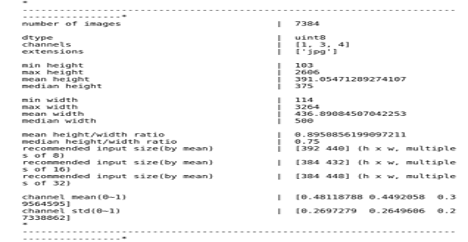 *
--------------------------------------------------------------------------------
----------------*
number of images | 7384
dtype | uint8
channels | [1, 3, 4]
extensions | ['jpg']
min height | 103
max height | 2606
mean height | 391.05471289274107
median height | 375
min width | 114
max width | 3264
mean width | 436.89084507042253
median width | 500
mean height/width ratio | 0.8950856199097211
median height/width ratio | 0.75
recommended input size(by mean) | [392 440] (h x w, multiple
s of 8)
recommended input size(by mean) | [384 432] (h x w, multiple
s of 16)
recommended input size(by mean) | [384 448] (h x w, multiple
s of 32)
channel mean(0~1) | [0.48118788 0.4492058 0.3
9564595]
channel std(0~1) | [0.2697279 0.2649606 0.2
7338862]
*
--------------------------------------------------------------------------------
----------------*